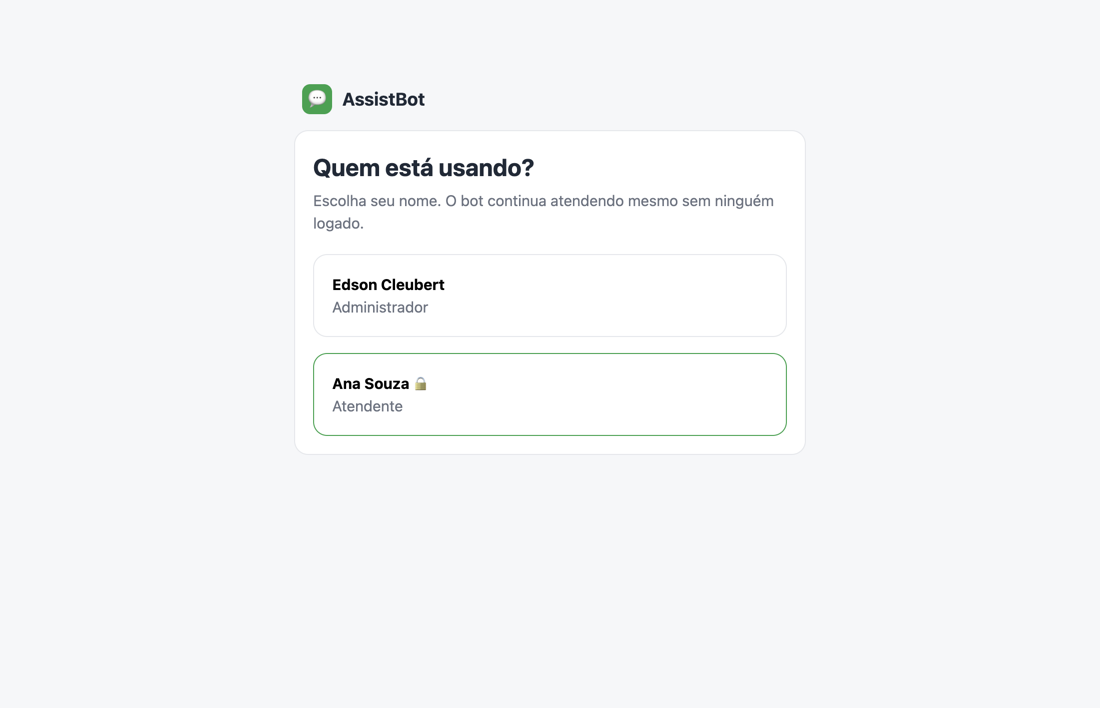 AssistBot
Quem está usando?
Escolha seu nome. O bot continua atendendo mesmo sem ninguém
logado.
Edson Cleubert
Administrador
Ana Souza 🔒
Atendente